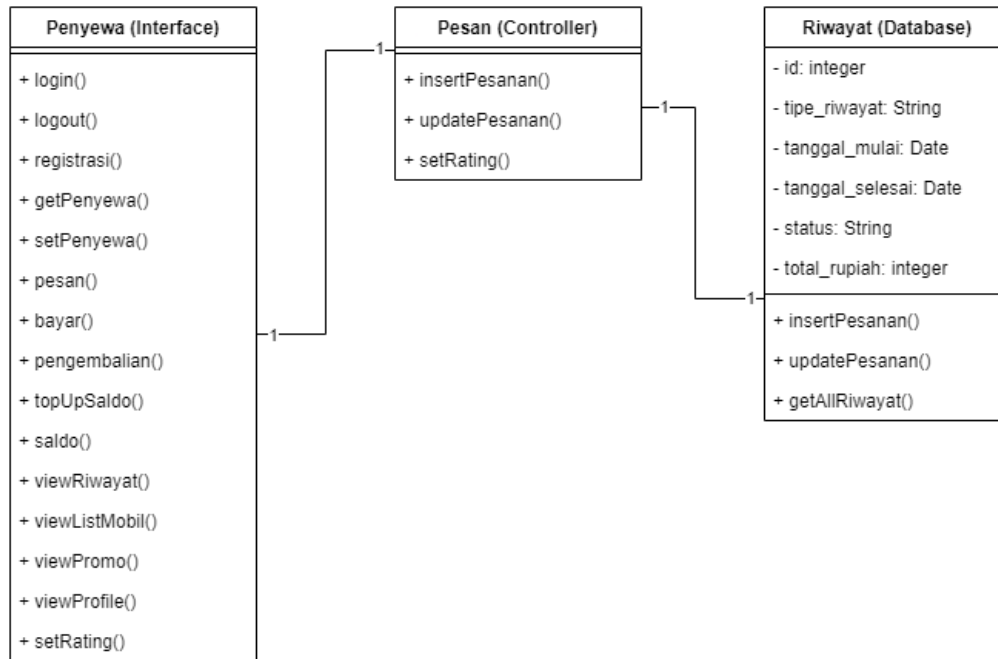 Penyewa (Interface)
+ login()
+ logout()
+ registrasi()
+ getPenyewa()
+ setPenyewa()
+ pesan()
+ bayar()
+ pengembalian()
+ topUpSaldo()
+ saldo()
+ viewRiwayat()
+ viewListMobil()
+ viewPromo()
+ viewProfile()
+ setRating()
1
1
Pesan (Controller)
+ insertPesanan()
+ updatePesanan()
+ setRating()
1
1
Riwayat (Database)
- id: integer
- tipe_riwayat: String
- tanggal_mulai: Date
- tanggal_selesai: Date
- status: String
- total_rupiah: integer
+ insertPesanan()
+ updatePesanan()
+ getAllRiwayat()